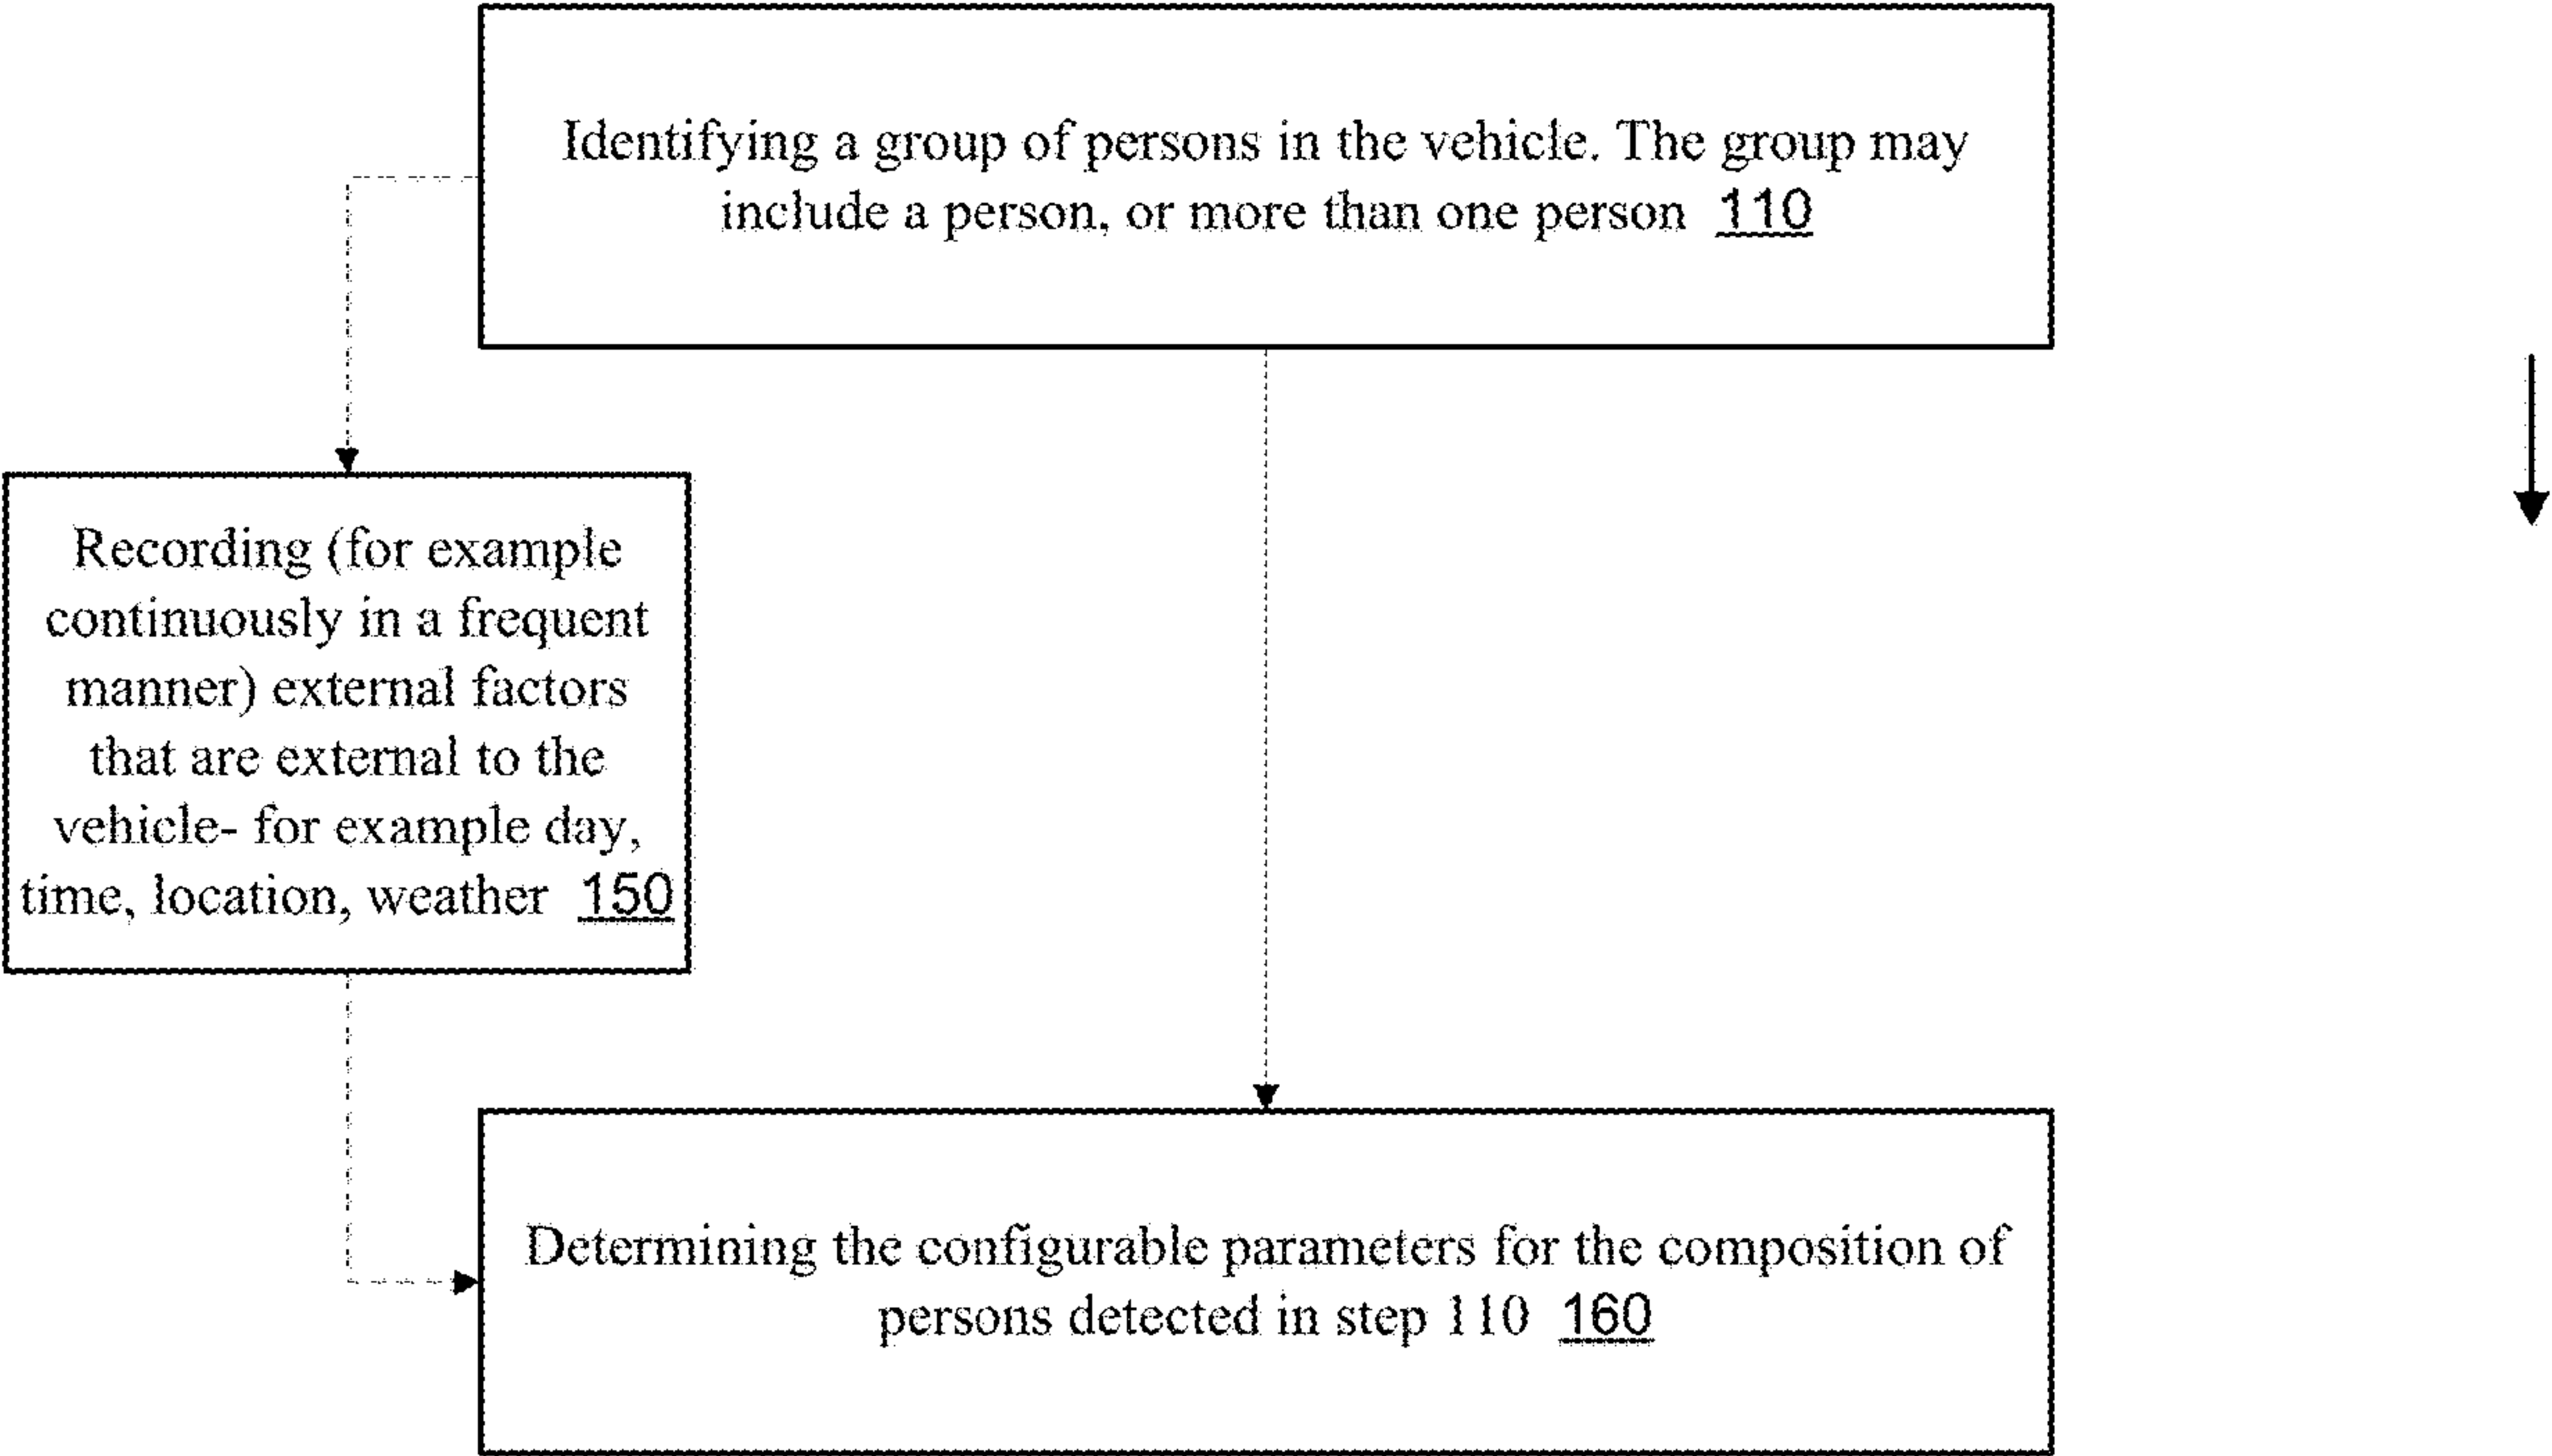 Identifying a group of persons in the vehicle. The group may
include a person, or more than one person 110
Recording (for example
continuously in a frequent
manner) external factors
that are external to the
vehicle- for example day,
time, location, weather 150
Determining the configurable parameters for the composition of
persons detected in step 110 160